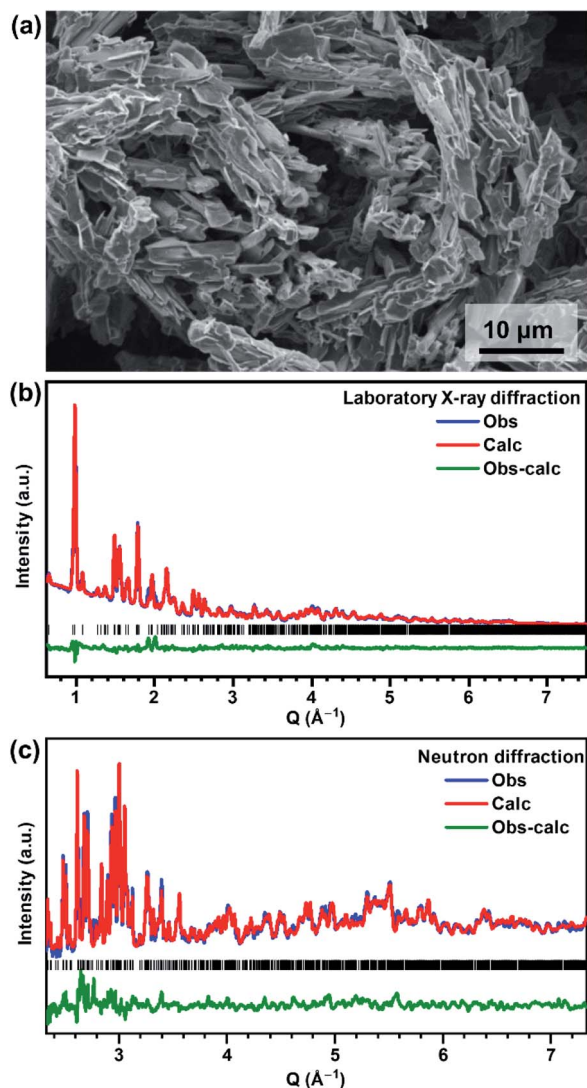 (a)
10 µm
(b)
Laboratory X-ray diffraction
Obs
Calc
Obs-calc
Intensity (a.u.)
1 2 3 4 5 6 7
Q (Å⁻¹)
(c)
Neutron diffraction
Obs
Calc
Obs-calc
Intensity (a.u.)
3 4 5 6 7
Q (Å⁻¹)